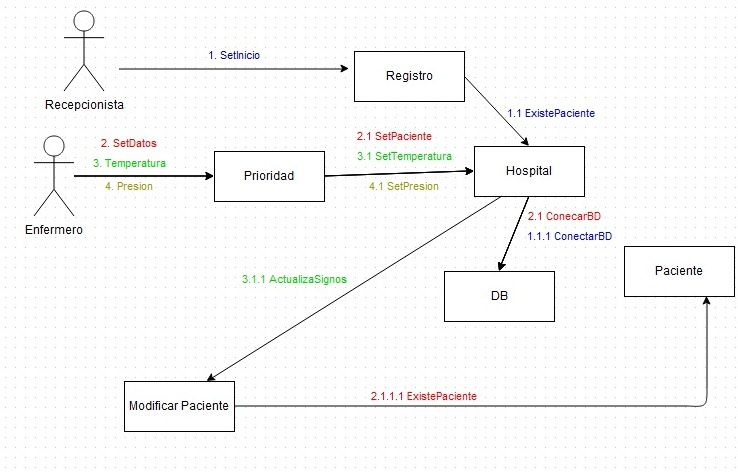 1. SetInicio
Registro
Recepcionista
1.1 ExistePaciente
2. SetDatos
3. Temperatura
4. Presion
Enfermero
Prioridad
2.1 SetPaciente
3.1 SetTemperatura
4.1 SetPresion
Hospital
2.1 ConecarBD
1.1.1 ConectarBD
3.1.1 ActualizaSignos
DB
Paciente
Modificar Paciente
2.1.1.1 ExistePaciente